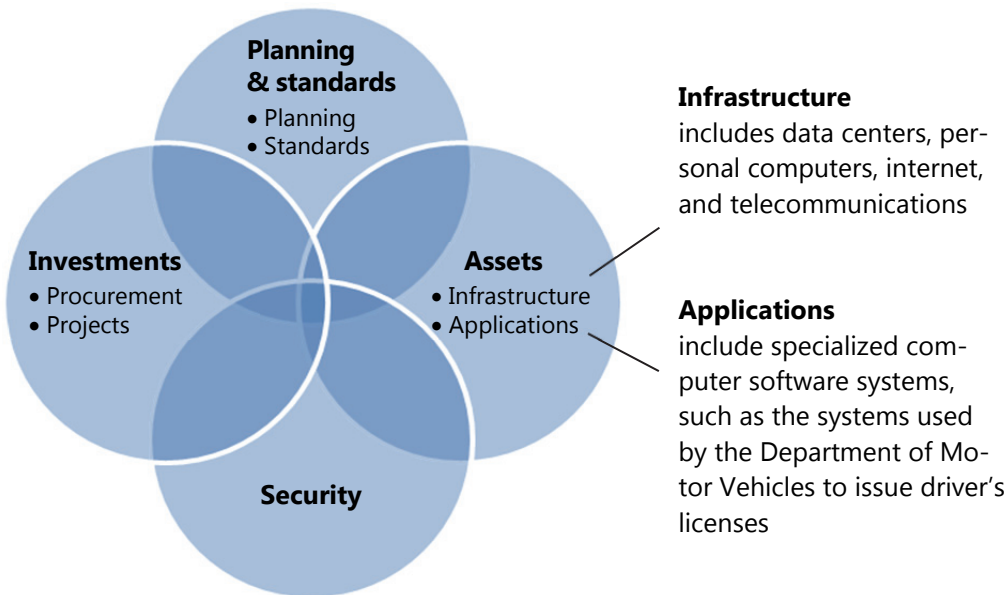 Planning
& standards
• Planning
• Standards
Investments
• Procurement
• Projects
Assets
• Infrastructure
• Applications
Security
Infrastructure
includes data centers, per-
sonal computers, internet,
and telecommunications
Applications
include specialized com-
puter software systems,
such as the systems used
by the Department of Mo-
tor Vehicles to issue driver’s
licenses